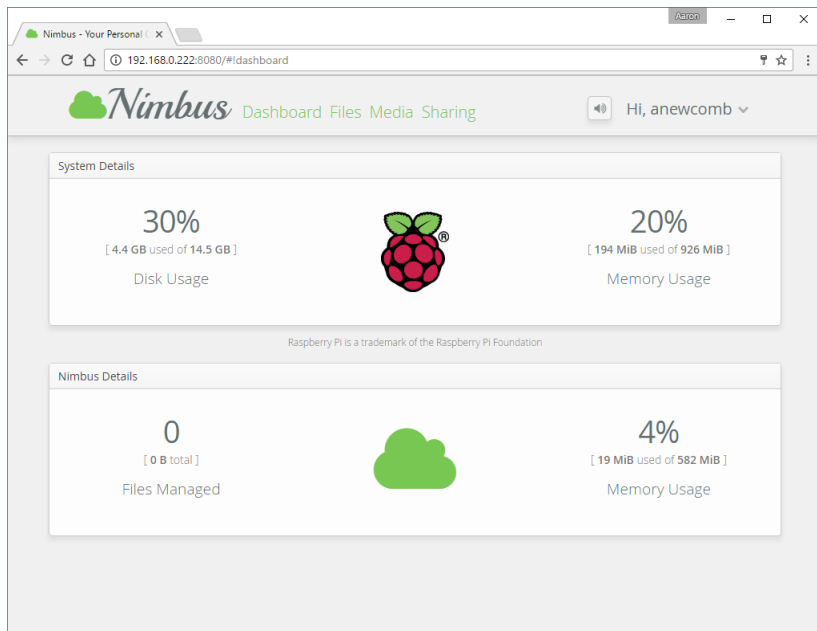 Aaron
Nimbus - Your Personal C
192.168.0.222:8080/#!dashboard
Nimbus Dashboard Files Media Sharing Hi, anewcomb
System Details
30% 20%
[ 4.4 GB used of 14.5 GB ] ® [ 194 MiB used of 926 MiB ]
Disk Usage Memory Usage
Raspberry Pi is a trademark of the Raspberry Pi Foundation
Nimbus Details
0 4%
[ 0 B total ] [ 19 MiB used of 582 MiB ]
Files Managed Memory Usage